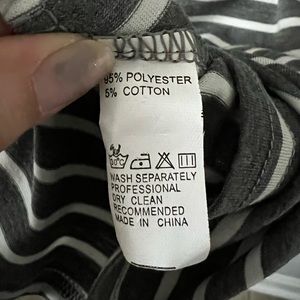 95% POLYESTER
5% COTTON
WASH SEPARATELY
PROFESSIONAL
DRY CLEAN
RECOMMENDED
MADE IN CHINA